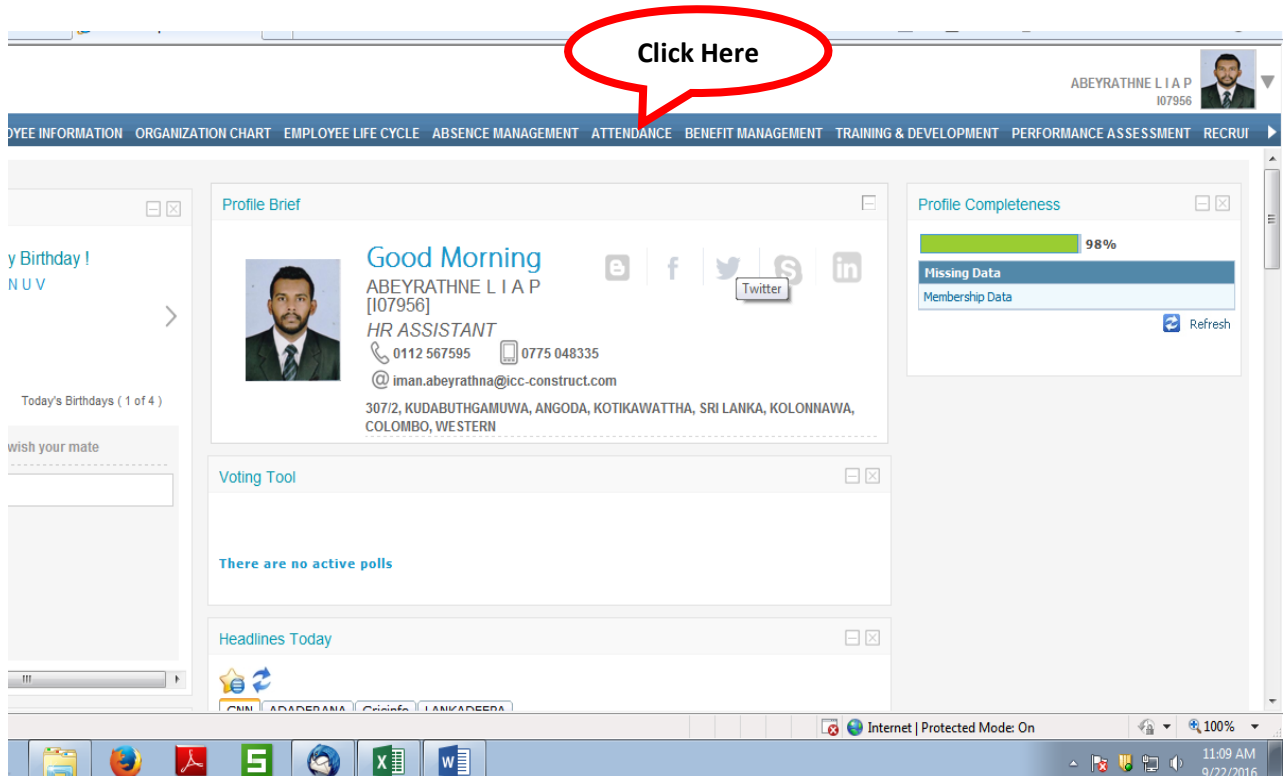 Click Here
ABEYRATHNE L I A P
I07956
OYEE INFORMATION ORGANIZATION CHART EMPLOYEE LIFE CYCLE ABSENCE MANAGEMENT ATTENDANCE BENEFIT MANAGEMENT TRAINING & DEVELOPMENT PERFORMANCE ASSESSMENT RECRUI
y Birthday !
N U V
Today's Birthdays ( 1 of 4 )
wish your mate
Profile Brief
Good Morning
ABEYRATHNE L I A P
[I07956]
HR ASSISTANT
0112 567595 0775 048335
@ iman.abeyrathna@icc-construct.com
307/2, KUDABUTHGAMUWA, ANGODA, KOTIKAWATTHA, SRI LANKA, KOLONNAWA,
COLOMBO, WESTERN
Twitter
Voting Tool
There are no active polls
Headlines Today
CNN ADADERANA Cricinfo LANKADEEPA
Profile Completeness
98%
Missing Data
Membership Data
Refresh
Internet | Protected Mode: On
100%
11:09 AM
9/22/2016